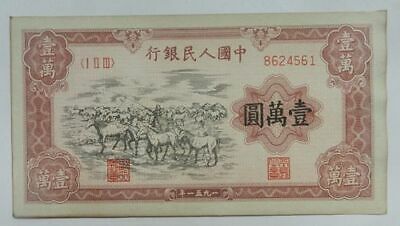 中國人民銀行
壹萬
壹萬
〈I II III〉
8624561
壹萬圓
壹萬
壹萬
一九五一年